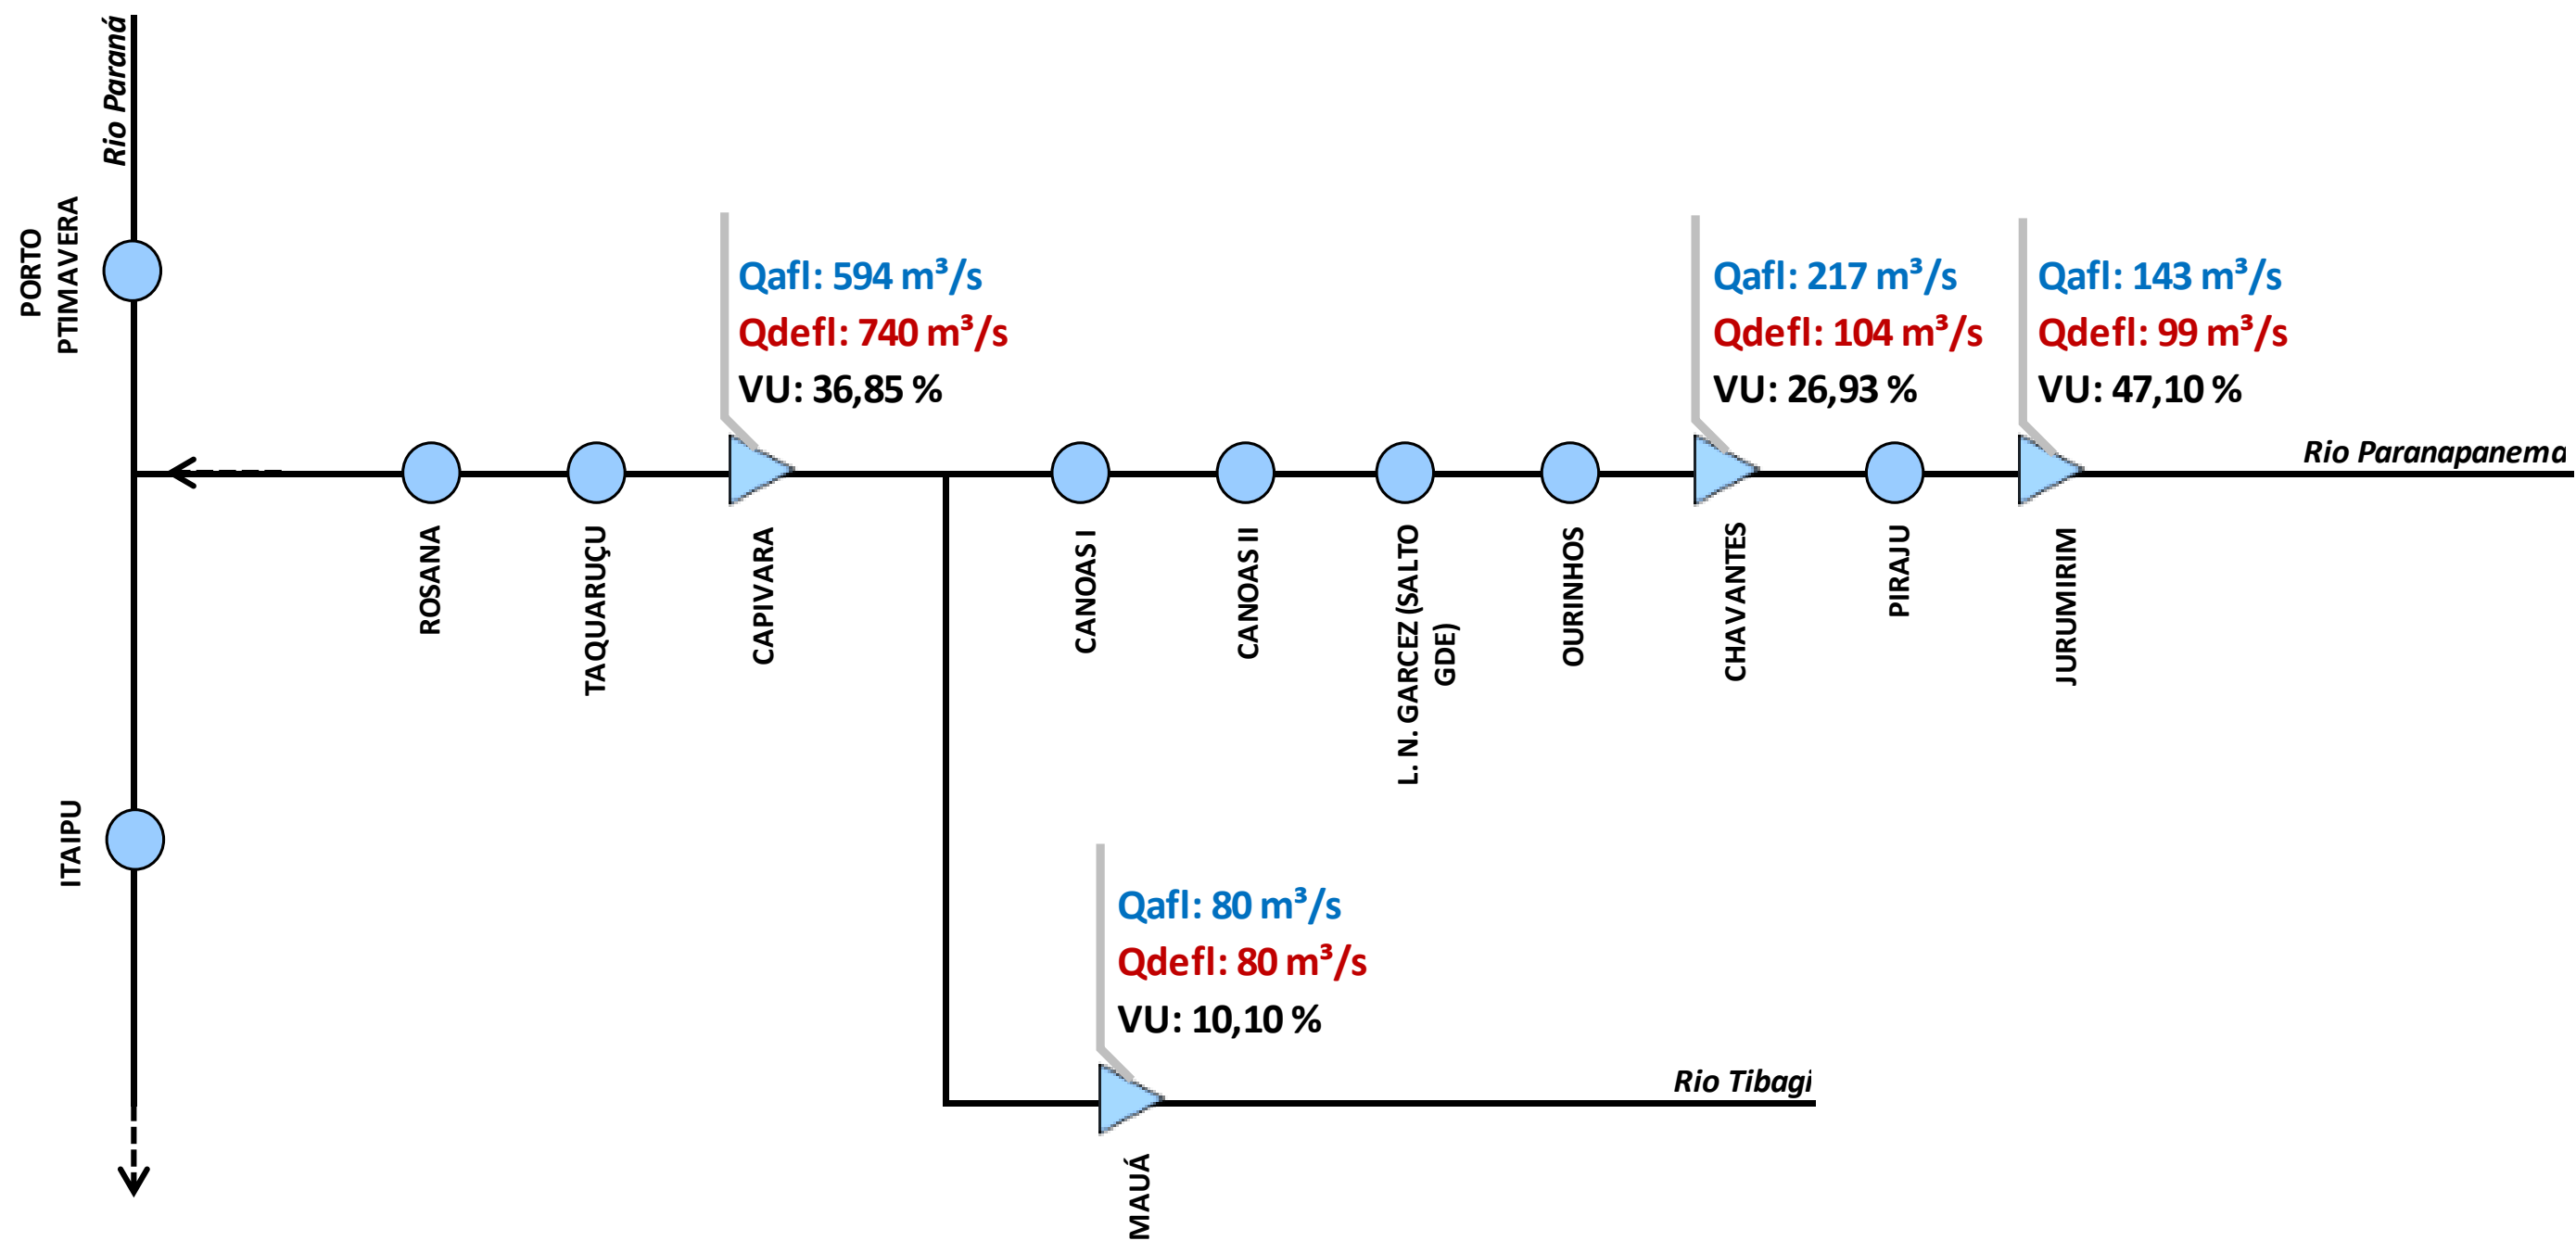 Rio Paraná
PORTO
PTIMAVERA
Qafl: 594 m³/s
Qdefl: 740 m³/s
VU: 36,85 %
Qafl: 217 m³/s
Qdefl: 104 m³/s
VU: 26,93 %
Qafl: 143 m³/s
Qdefl: 99 m³/s
VU: 47,10 %
Rio Paranapanema
ROSANA
TAQUARUÇU
CAPIVARA
CANOAS I
CANOAS II
L. N. GARCEZ (SALTO
GDE)
OURINHOS
CHAVANTES
PIRAJU
JURUMIRIM
ITAIPU
Qafl: 80 m³/s
Qdefl: 80 m³/s
VU: 10,10 %
Rio Tibagi
MAUÁ